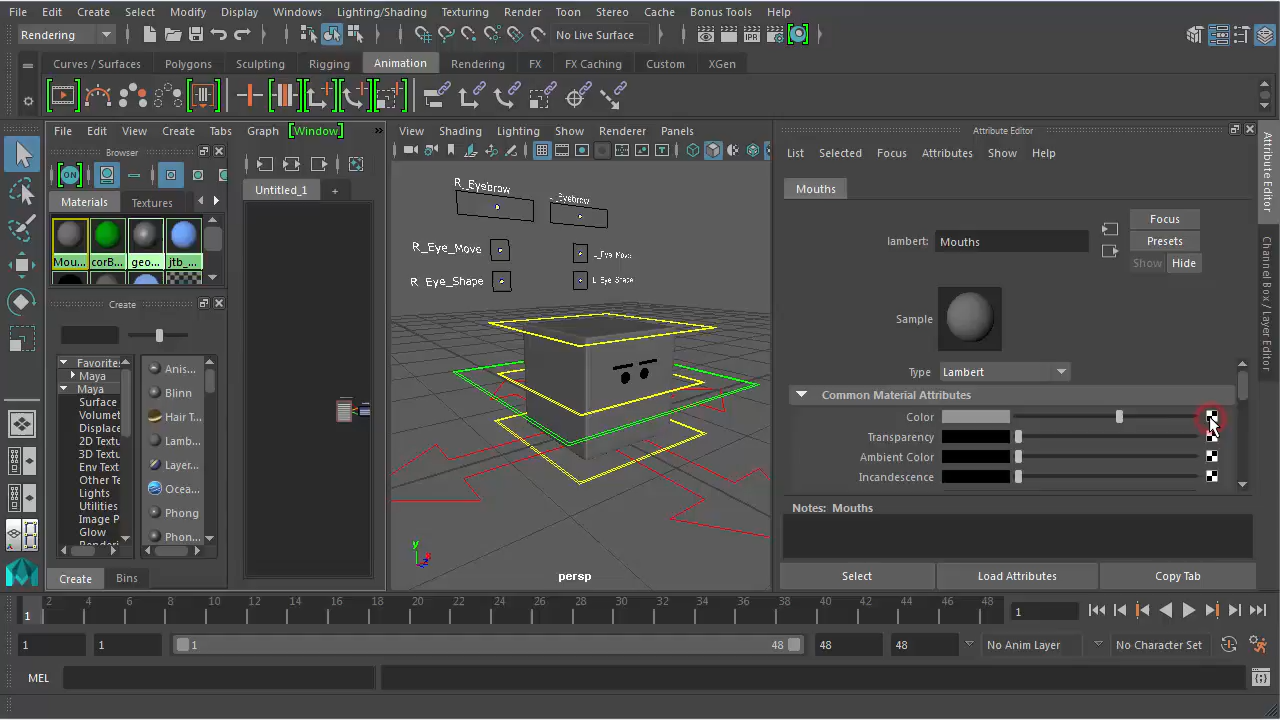 File Edit Create Select Modify Display Windows Lighting/Shading Texturing Render Toon Stereo Cache Bonus Tools Help
Rendering No Live Surface
Curves / Surfaces Polygons Sculpting Rigging Animation Rendering FX FX Caching Custom XGen
File Edit View Create Tabs Graph [Window] »
View Shading Lighting Show Renderer Panels
Attribute Editor
Browser
List Selected Focus Attributes Show Help
ON
Materials Textures
Untitled_1 +
Mouths
Mou... corB... geo... jtb_...
R_Eyebrow
R_Eye_Move
R_Eye_Shape
L_Eye_Shape
lambert: Mouths
Focus
Presets
Show Hide
Sample
Type Lambert
Common Material Attributes
Color
Transparency
Ambient Color
Incandescence
Create
Favorite
Maya
Maya
Surface
Volumet
Displace
2D Textu
3D Textu
Env Text
Other Te
Lights
Utilities
Image P
Glow
Anis...
Blinn
Hair T...
Lamb...
Layer...
Ocea...
Phong
Phon...
Create Bins
y
persp
Notes: Mouths
Select Load Attributes Copy Tab
Attribute Editor
Channel Box / Layer Editor
1 2 4 6 8 10 12 14 16 18 20 22 24 26 28 30 32 34 36 38 40 42 44 46 48 1
1 1 1 48 48 48 No Anim Layer No Character Set
MEL